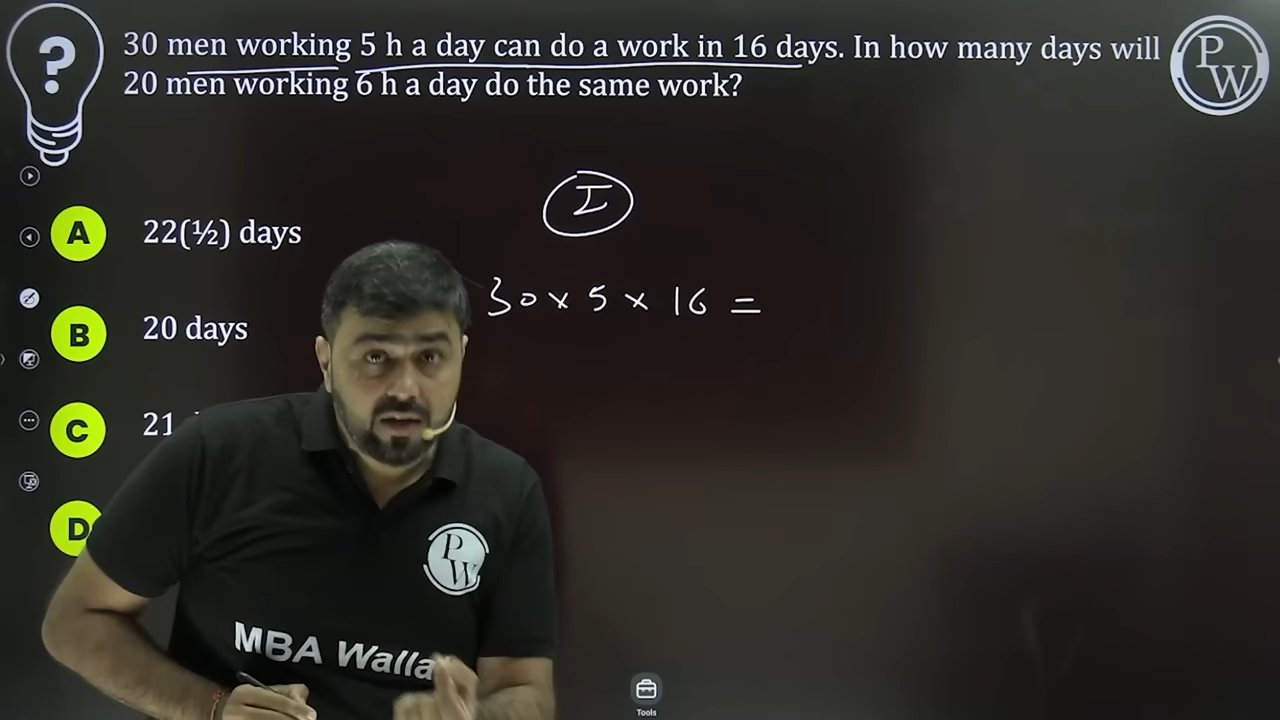 30 men working 5 h a day can do a work in 16 days. In how many days will
20 men working 6 h a day do the same work?
P
W
I
A 22(½) days
30 × 5 × 16 =
B 20 days
C 21
D
P
W
MBA Walla
Tools